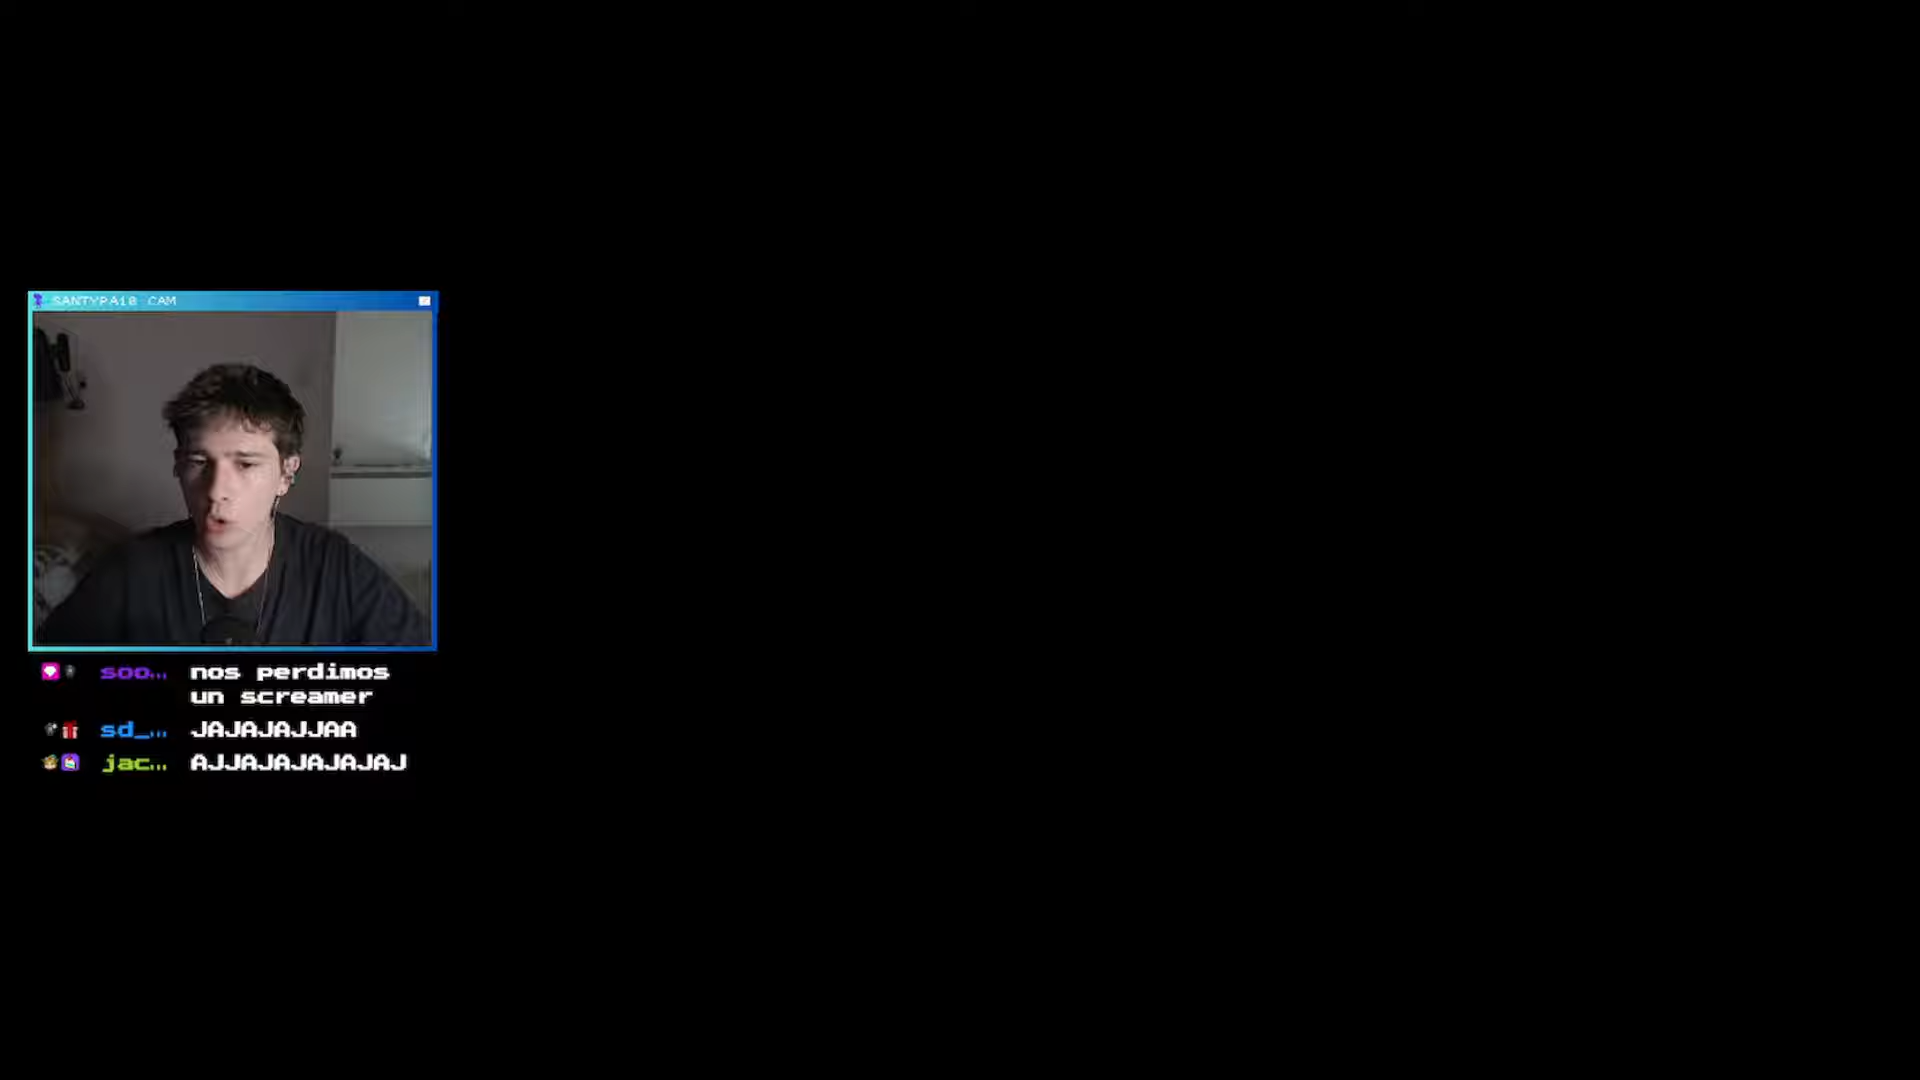 SANTYPA10 CAM
soo... nos perdimos
un screamer
sd_... JAJAJAJJAA
jac... AJJAJAJAJAJAJ